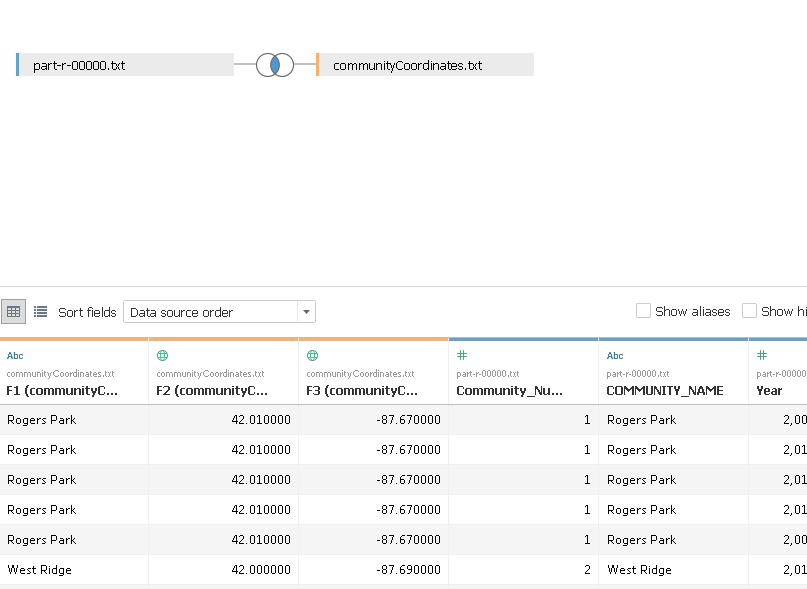 part-r-00000.txt communityCoordinates.txt
Sort fields Data source order Show aliases Show hi
Abc # Abc #
communityCoordinates.txt communityCoordinates.txt communityCoordinates.txt part-r-00000.txt part-r-00000.txt part-r-00000
F1 (communityC... F2 (communityC... F3 (communityC... Community_Nu... COMMUNITY_NAME Year
Rogers Park 42.010000 -87.670000 1 Rogers Park 2,00
Rogers Park 42.010000 -87.670000 1 Rogers Park 2,01
Rogers Park 42.010000 -87.670000 1 Rogers Park 2,01
Rogers Park 42.010000 -87.670000 1 Rogers Park 2,01
Rogers Park 42.010000 -87.670000 1 Rogers Park 2,00
West Ridge 42.000000 -87.690000 2 West Ridge 2,01